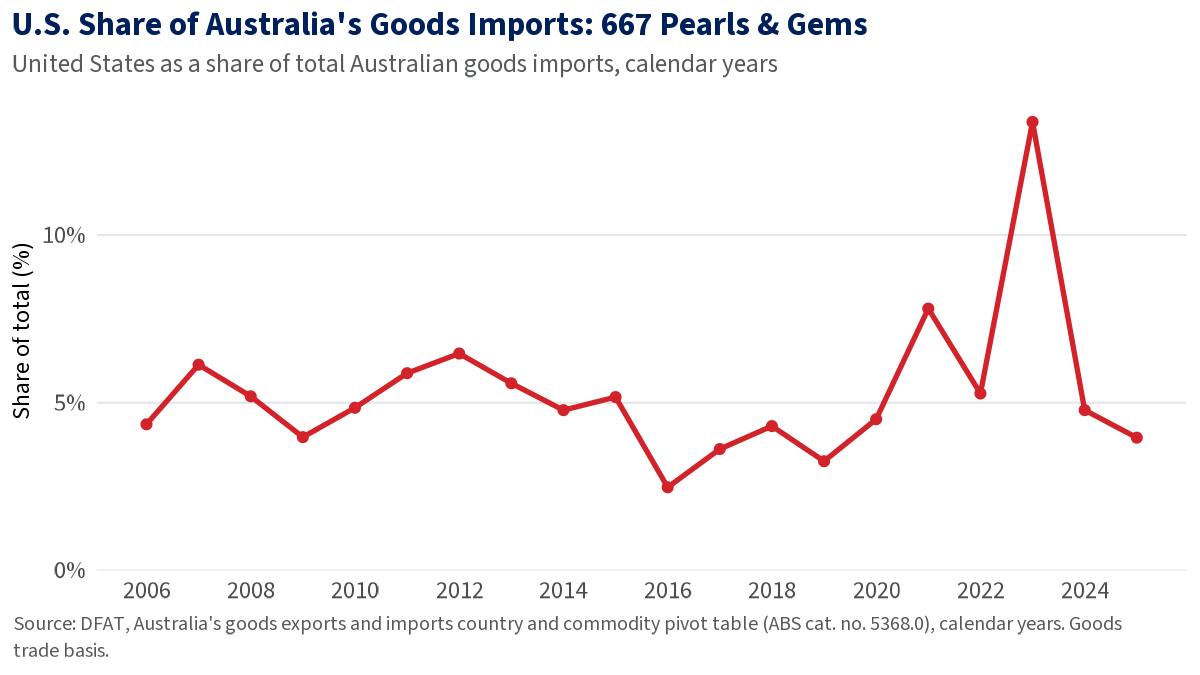 U.S. Share of Australia's Goods Imports: 667 Pearls & Gems
United States as a share of total Australian goods imports, calendar years
Share of total (%)
10%
5%
0%
2006 2008 2010 2012 2014 2016 2018 2020 2022 2024
Source: DFAT, Australia's goods exports and imports country and commodity pivot table (ABS cat. no. 5368.0), calendar years. Goods
trade basis.